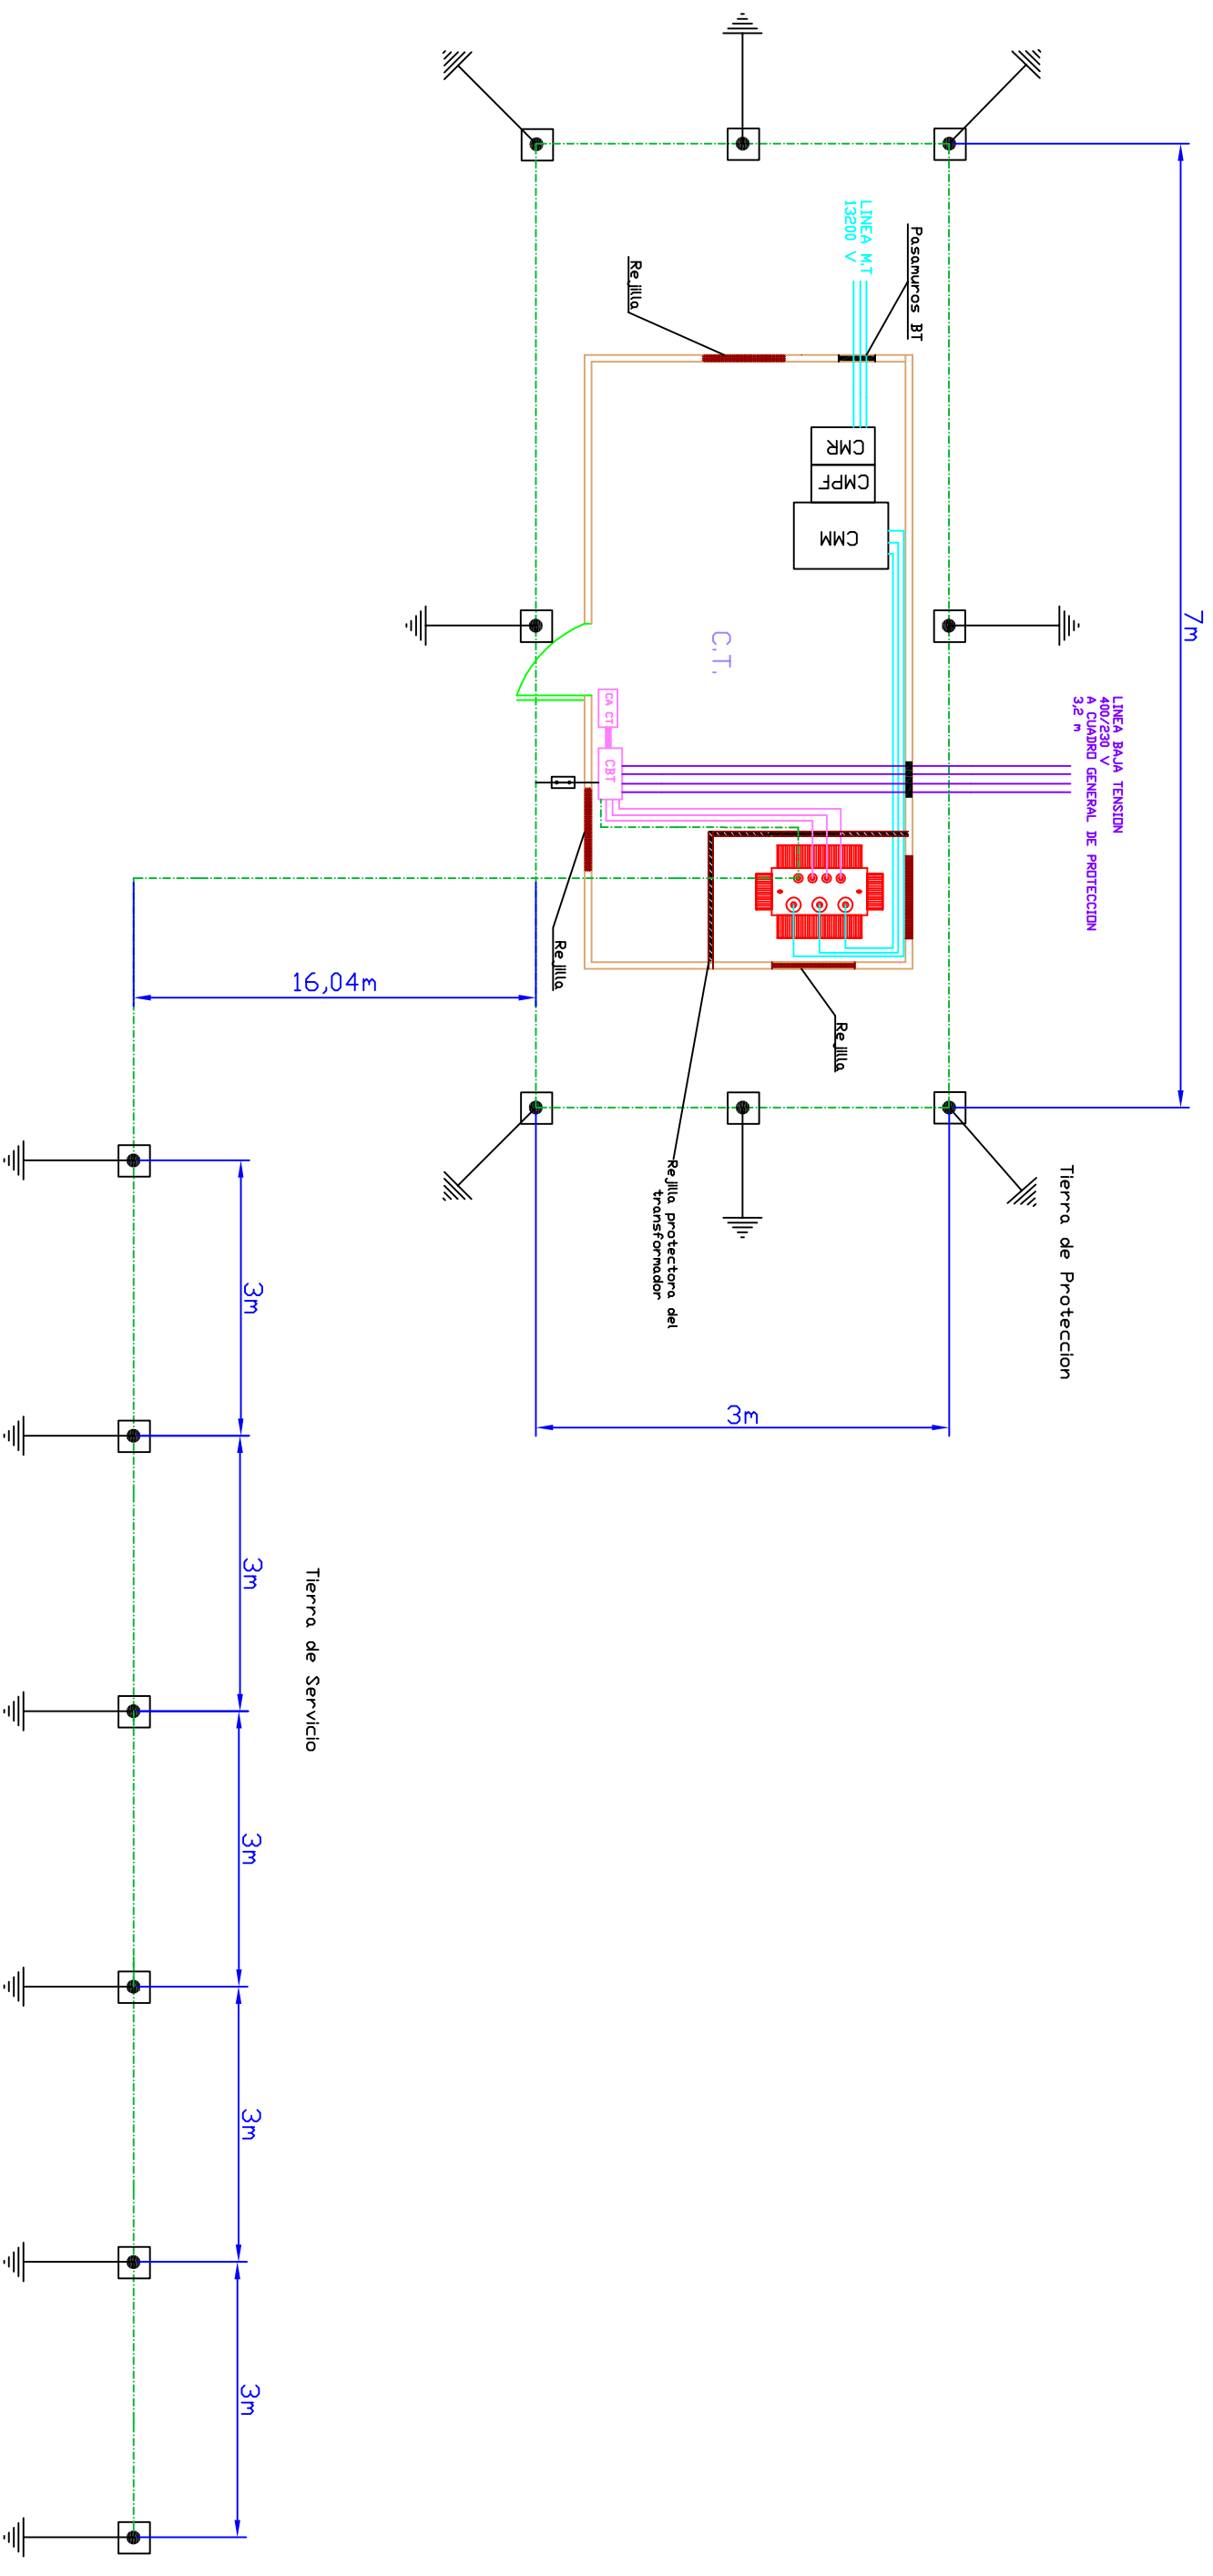 7m
LINEA M.T
13200 V
Pasamuros BT
Rejilla
CMR
CMPF
CMM
C.T.
LINEA BAJA TENSION
400/230 V
A CUADRO GENERAL DE PROTECCION
3,2 m
CA CT
CBT
Rejilla
Rejilla
16,04m
Rejilla protectora del
transformador
Tierra de Proteccion
3m
Tierra de Servicio
3m
3m
3m
3m
3m